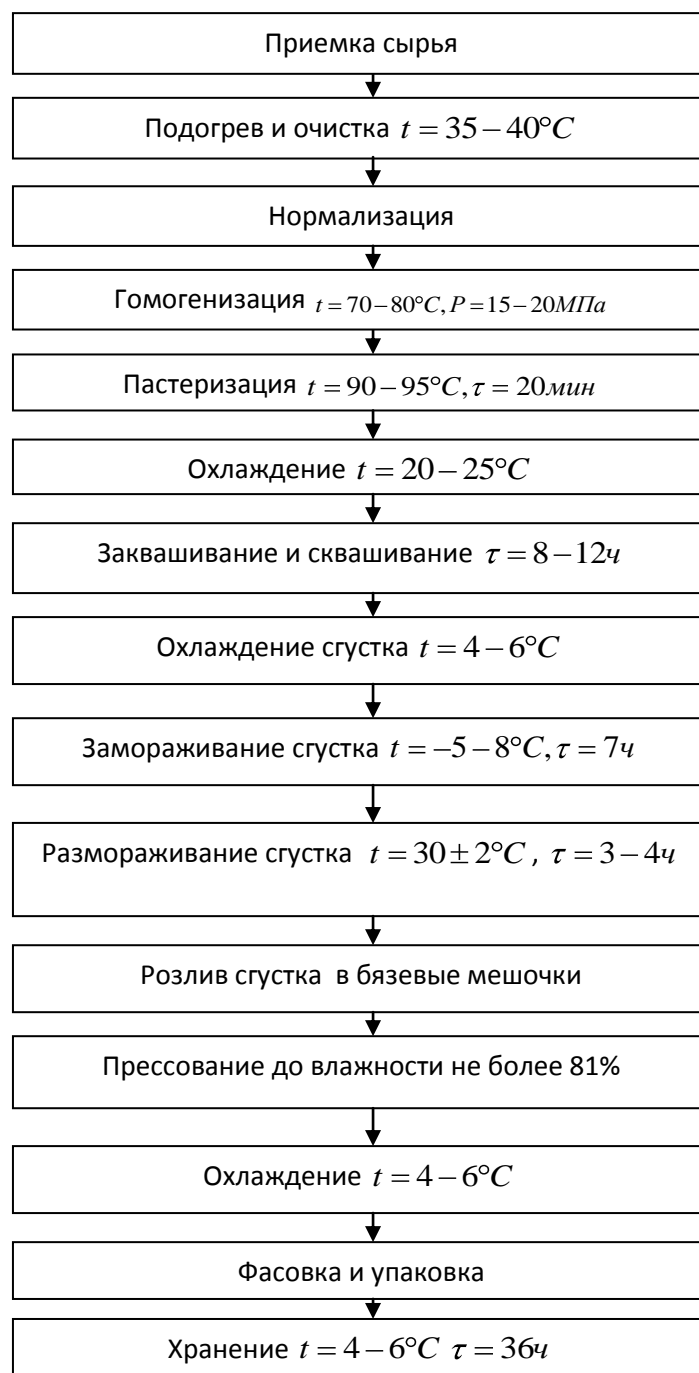 Приемка сырья
Подогрев и очистка t = 35 – 40°C
Нормализация
Гомогенизация t = 70 – 80°C, P = 15 – 20МПа
Пастеризация t = 90 – 95°C, τ = 20мин
Охлаждение t = 20 – 25°C
Заквашивание и сквашивание τ = 8 – 12ч
Охлаждение сгустка t = 4 – 6°C
Замораживание сгустка t = –5 – 8°C, τ = 7ч
Размораживание сгустка t = 30 ± 2°C , τ = 3 – 4ч
Розлив сгустка в бязевые мешочки
Прессование до влажности не более 81%
Охлаждение t = 4 – 6°C
Фасовка и упаковка
Хранение t = 4 – 6°C τ = 36ч